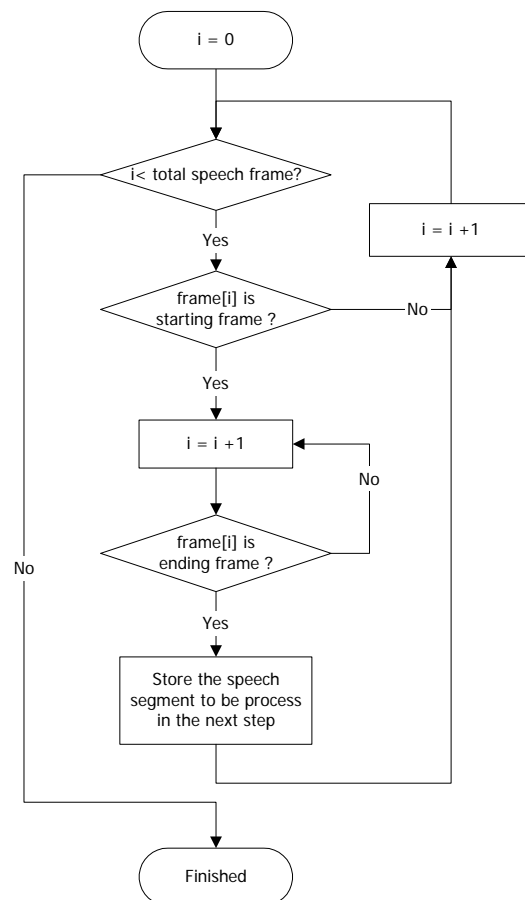 i = 0
i< total speech frame?
Yes
i = i +1
frame[i] is
starting frame ?
No
Yes
i = i +1
No
frame[i] is
ending frame ?
No
Yes
Store the speech
segment to be process
in the next step
Finished